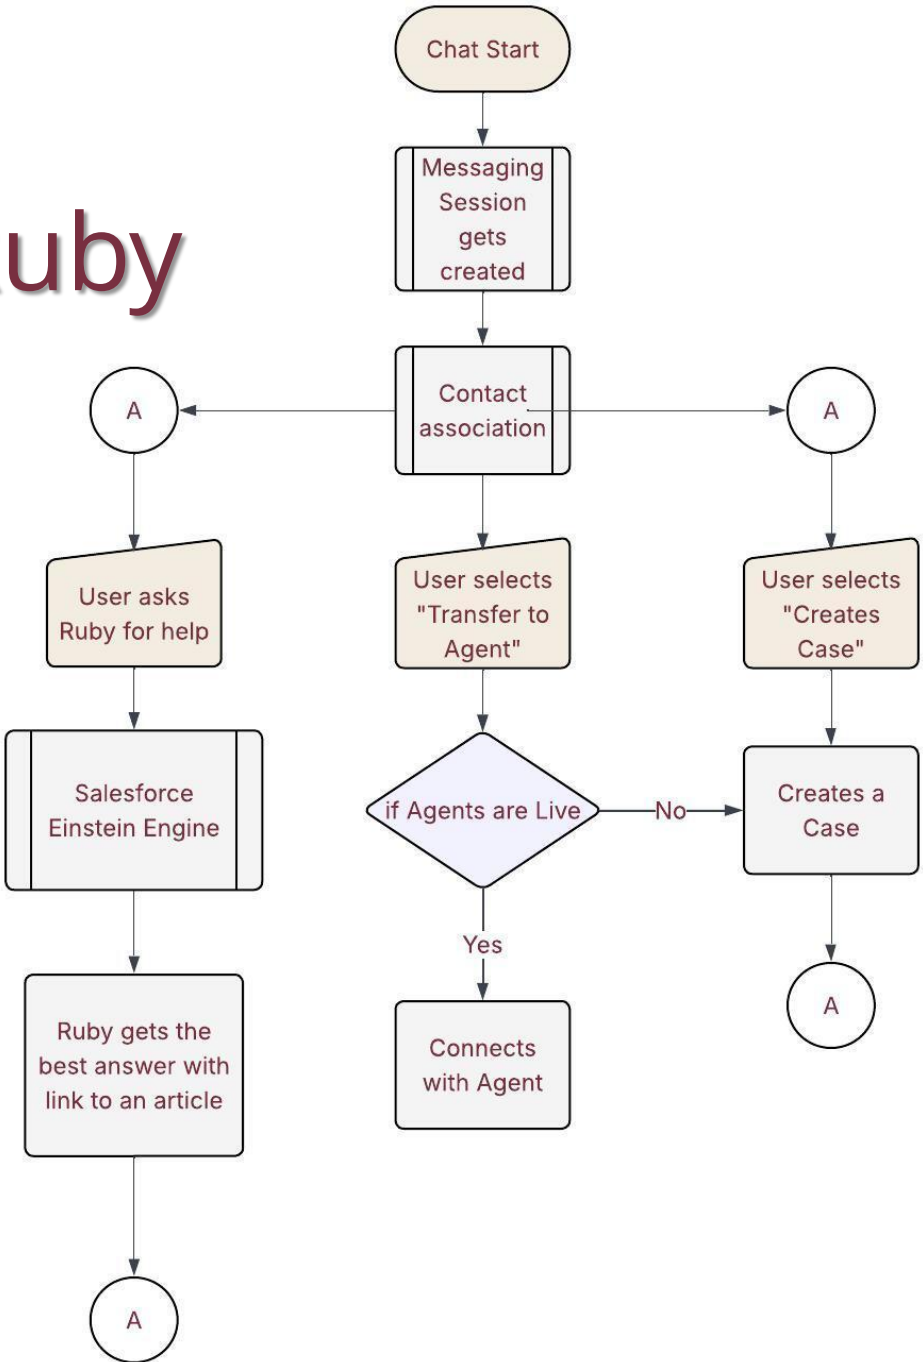 Chat Start
Messaging
Session
gets
created
uby
Contact
association
A
A
User asks
Ruby for help
User selects
"Transfer to
Agent"
User selects
"Creates
Case"
Salesforce
Einstein Engine
if Agents are Live
No
Creates a
Case
Yes
Ruby gets the
best answer with
link to an article
Connects
with Agent
A
A